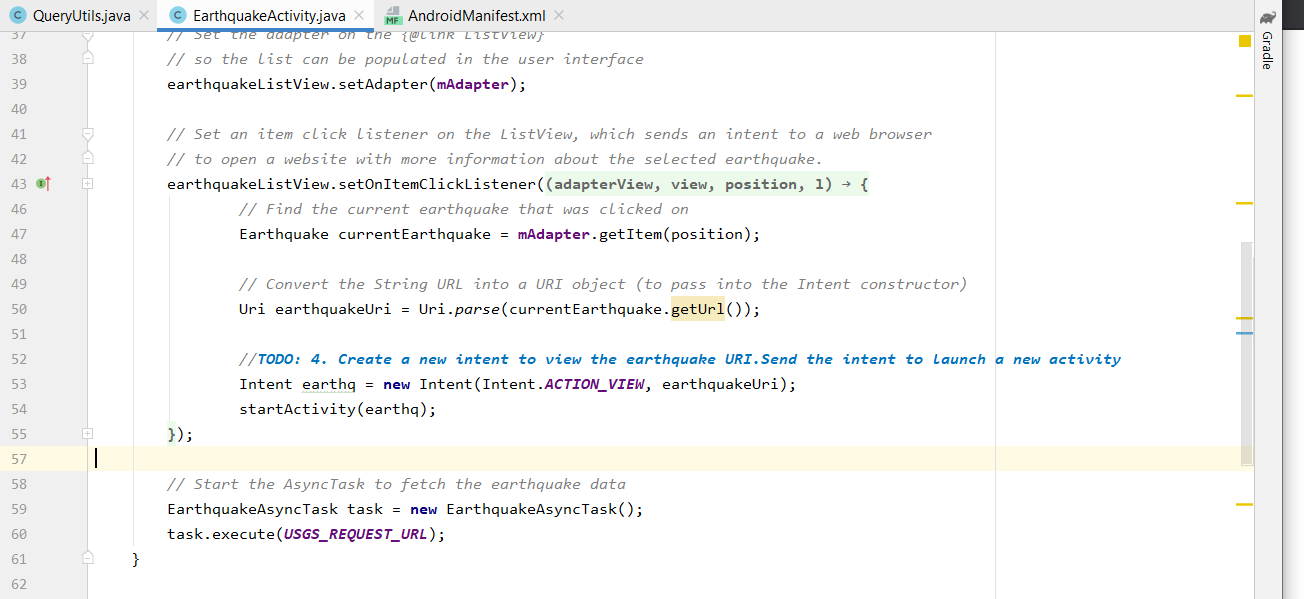 QueryUtils.java EarthquakeActivity.java AndroidManifest.xml
Gradle
37 // Set the adapter on the {@link ListView}
38 // so the list can be populated in the user interface
39 earthquakeListView.setAdapter(mAdapter);
40
41 // Set an item click listener on the ListView, which sends an intent to a web browser
42 // to open a website with more information about the selected earthquake.
43 earthquakeListView.setOnItemClickListener((adapterView, view, position, l) → {
46 // Find the current earthquake that was clicked on
47 Earthquake currentEarthquake = mAdapter.getItem(position);
48
49 // Convert the String URL into a URI object (to pass into the Intent constructor)
50 Uri earthquakeUri = Uri.parse(currentEarthquake.getUrl());
51
52 //TODO: 4. Create a new intent to view the earthquake URI.Send the intent to launch a new activity
53 Intent earthq = new Intent(Intent.ACTION_VIEW, earthquakeUri);
54 startActivity(earthq);
55 });
57
58 // Start the AsyncTask to fetch the earthquake data
59 EarthquakeAsyncTask task = new EarthquakeAsyncTask();
60 task.execute(USGS_REQUEST_URL);
61 }
62